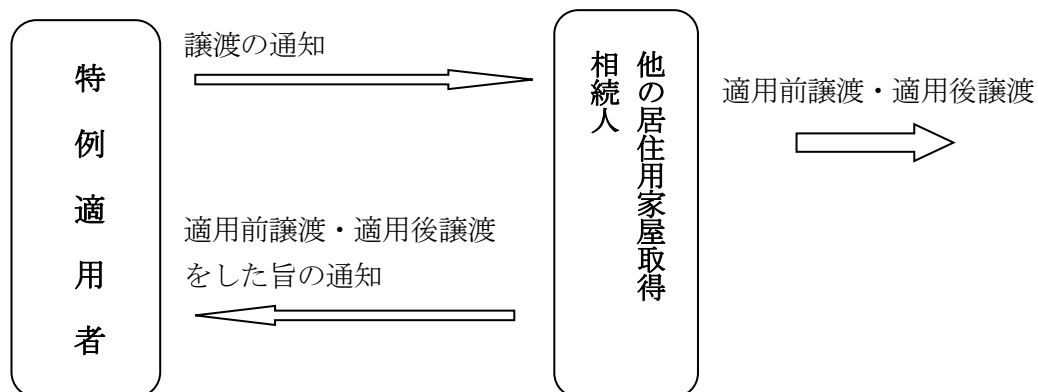 特例適用者
譲渡の通知
適用前譲渡・適用後譲渡
をした旨の通知
他の居住用家屋取得
相続人
適用前譲渡・適用後譲渡